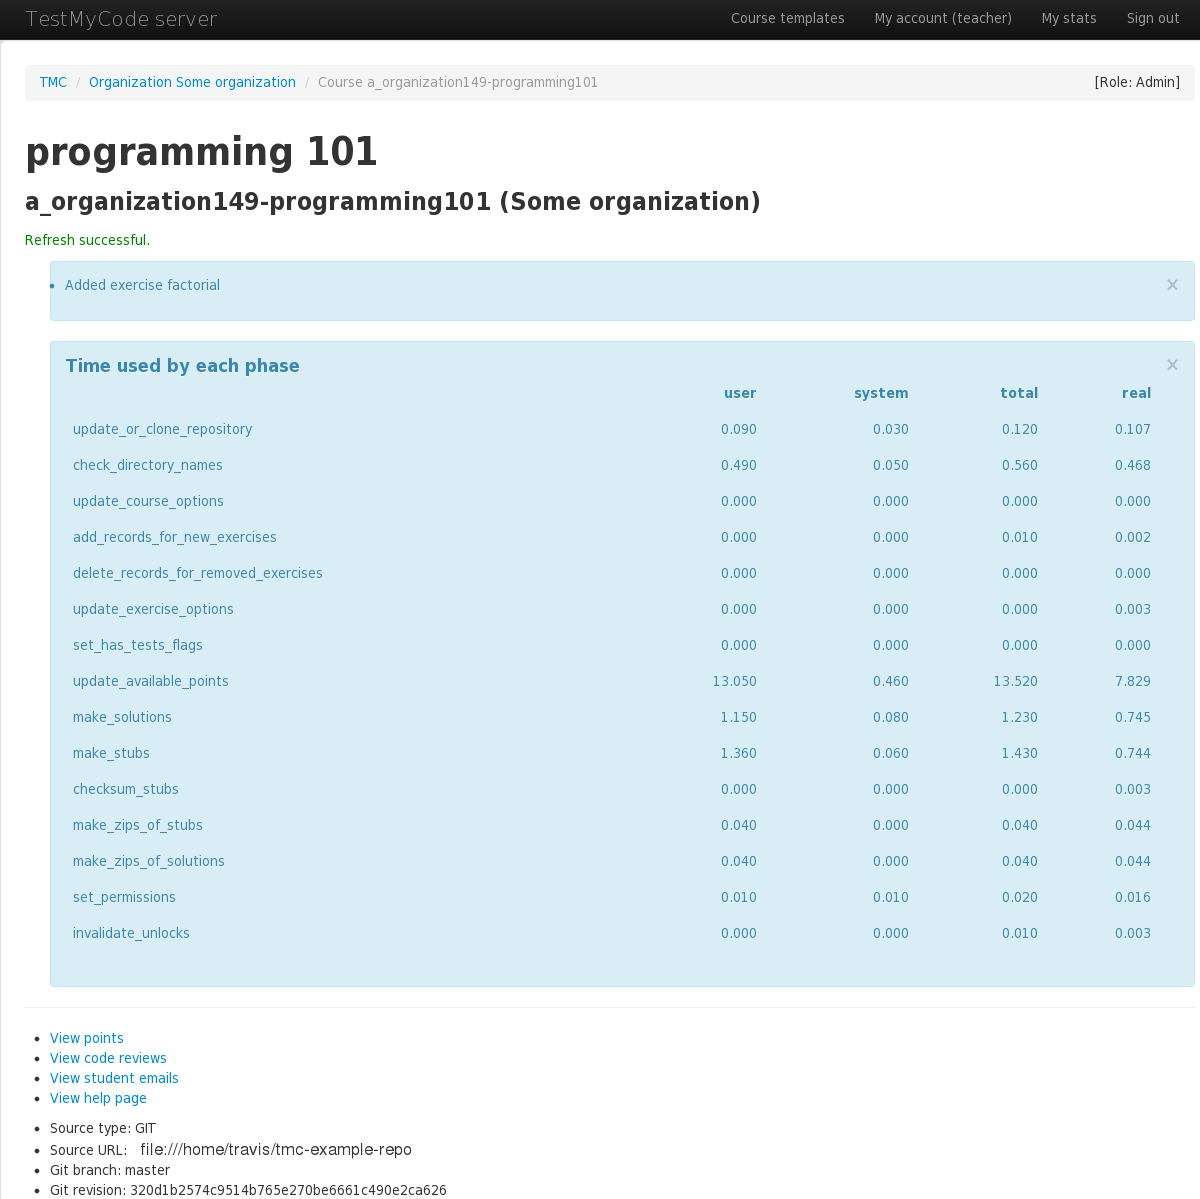 TestMyCode server Course templates My account (teacher) My stats Sign out
TMC / Organization Some organization / Course a_organization149-programming101 [Role: Admin]
programming 101
a_organization149-programming101 (Some organization)
Refresh successful.
• Added exercise factorial ×
Time used by each phase ×
user system total real
update_or_clone_repository 0.090 0.030 0.120 0.107
check_directory_names 0.490 0.050 0.560 0.468
update_course_options 0.000 0.000 0.000 0.000
add_records_for_new_exercises 0.000 0.000 0.010 0.002
delete_records_for_removed_exercises 0.000 0.000 0.000 0.000
update_exercise_options 0.000 0.000 0.000 0.003
set_has_tests_flags 0.000 0.000 0.000 0.000
update_available_points 13.050 0.460 13.520 7.829
make_solutions 1.150 0.080 1.230 0.745
make_stubs 1.360 0.060 1.430 0.744
checksum_stubs 0.000 0.000 0.000 0.003
make_zips_of_stubs 0.040 0.000 0.040 0.044
make_zips_of_solutions 0.040 0.000 0.040 0.044
set_permissions 0.010 0.010 0.020 0.016
invalidate_unlocks 0.000 0.000 0.010 0.003
• View points
• View code reviews
• View student emails
• View help page
• Source type: GIT
• Source URL: file:///home/travis/tmc-example-repo
• Git branch: master
• Git revision: 320d1b2574c9514b765e270be6661c490e2ca626